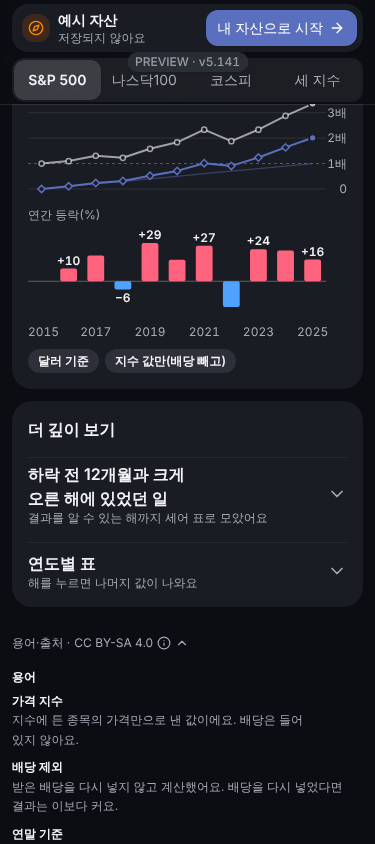 예시 자산
저장되지 않아요
내 자산으로 시작 →
PREVIEW · v5.141
S&P 500
나스닥100
코스피
세 지수
3배
2배
1배
0
연간 등락(%)
+10
−6
+29
+27
+24
+16
2015 2017 2019 2021 2023 2025
달러 기준
지수 값만(배당 빼고)
더 깊이 보기
하락 전 12개월과 크게
오른 해에 있었던 일
결과를 알 수 있는 해까지 세어 표로 모았어요
연도별 표
해를 누르면 나머지 값이 나와요
용어·출처 · CC BY-SA 4.0
용어
가격 지수
지수에 든 종목의 가격만으로 낸 값이에요. 배당은 들어
있지 않아요.
배당 제외
받은 배당을 다시 넣지 않고 계산했어요. 배당을 다시 넣었다면
결과는 이보다 커요.
연말 기준